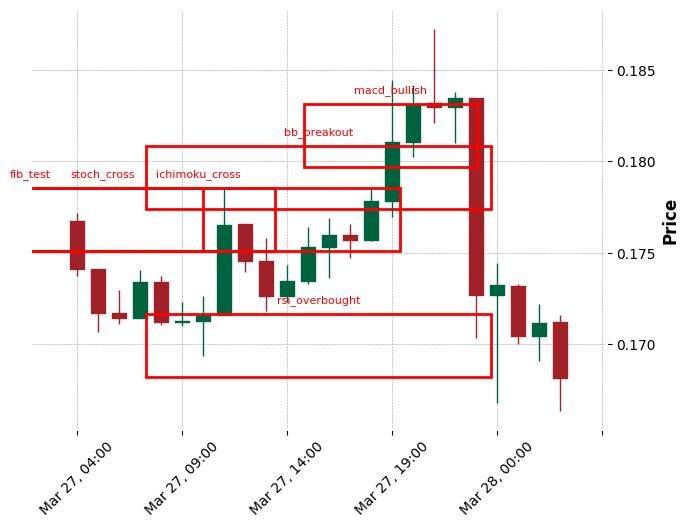 macd_bullish
bb_breakout
fib_test
stoch_cross
ichimoku_cross
rsi_overbought
0.185
0.180
0.175
0.170
Price
Mar 27, 04:00
Mar 27, 09:00
Mar 27, 14:00
Mar 27, 19:00
Mar 28, 00:00